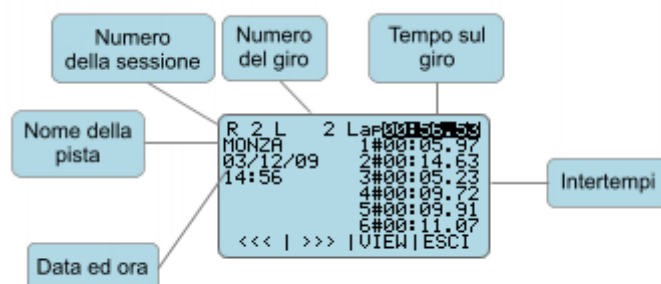 Numero
della sessione
Numero
del giro
Tempo sul
giro
Nome della
pista
R 2 L 2 Lap00:56.53
MONZA 1#00:05.97
03/12/09 2#00:14.63
14:56 3#00:05.23
4#00:09.72
5#00:09.91
6#00:11.07
<<< | >>> |VIEW|ESCI
Intertempi
Data ed ora